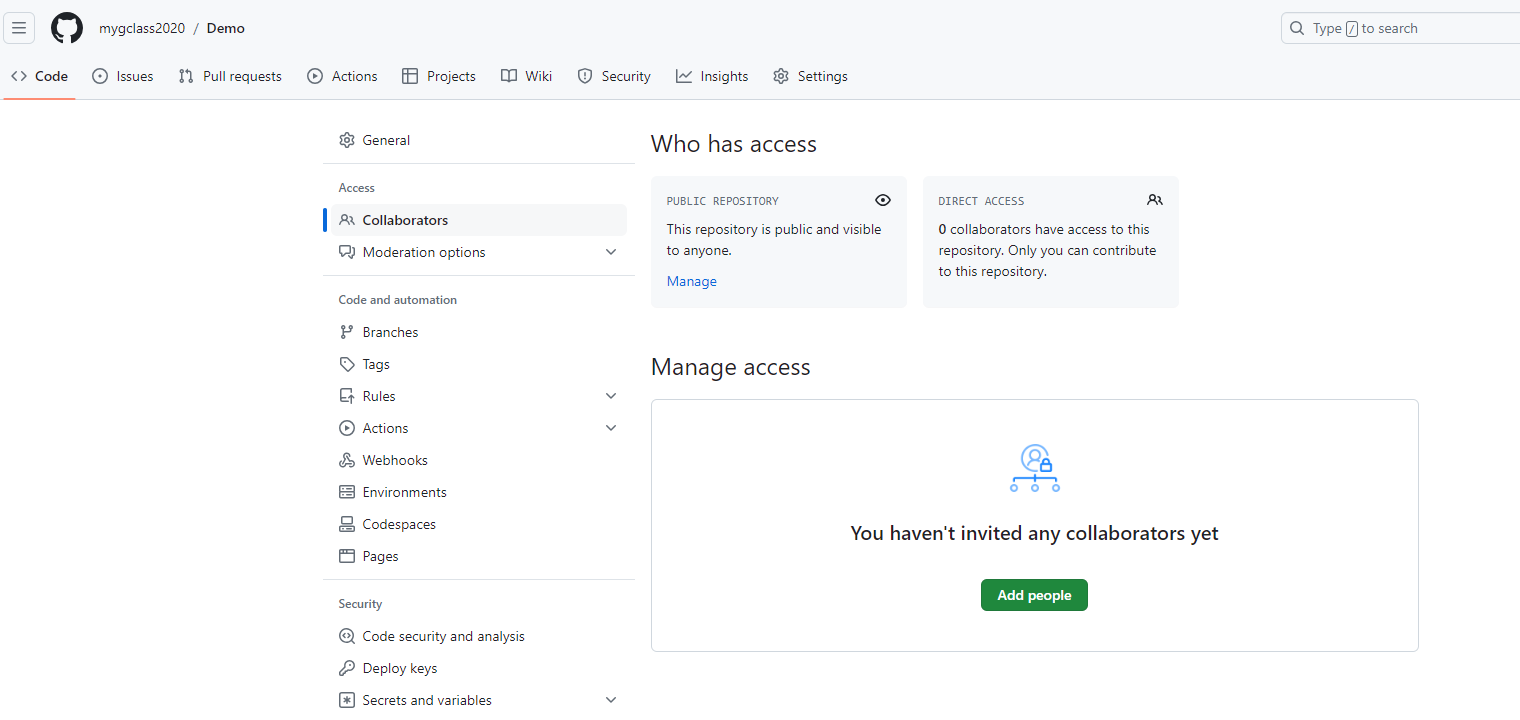 mygclass2020 / Demo
Type / to search
Code Issues Pull requests Actions Projects Wiki Security Insights Settings
General
Access
Collaborators
Moderation options
Code and automation
Branches
Tags
Rules
Actions
Webhooks
Environments
Codespaces
Pages
Security
Code security and analysis
Deploy keys
Secrets and variables
Who has access
PUBLIC REPOSITORY
This repository is public and visible
to anyone.
Manage
DIRECT ACCESS
0 collaborators have access to this
repository. Only you can contribute
to this repository.
Manage access
You haven't invited any collaborators yet
Add people